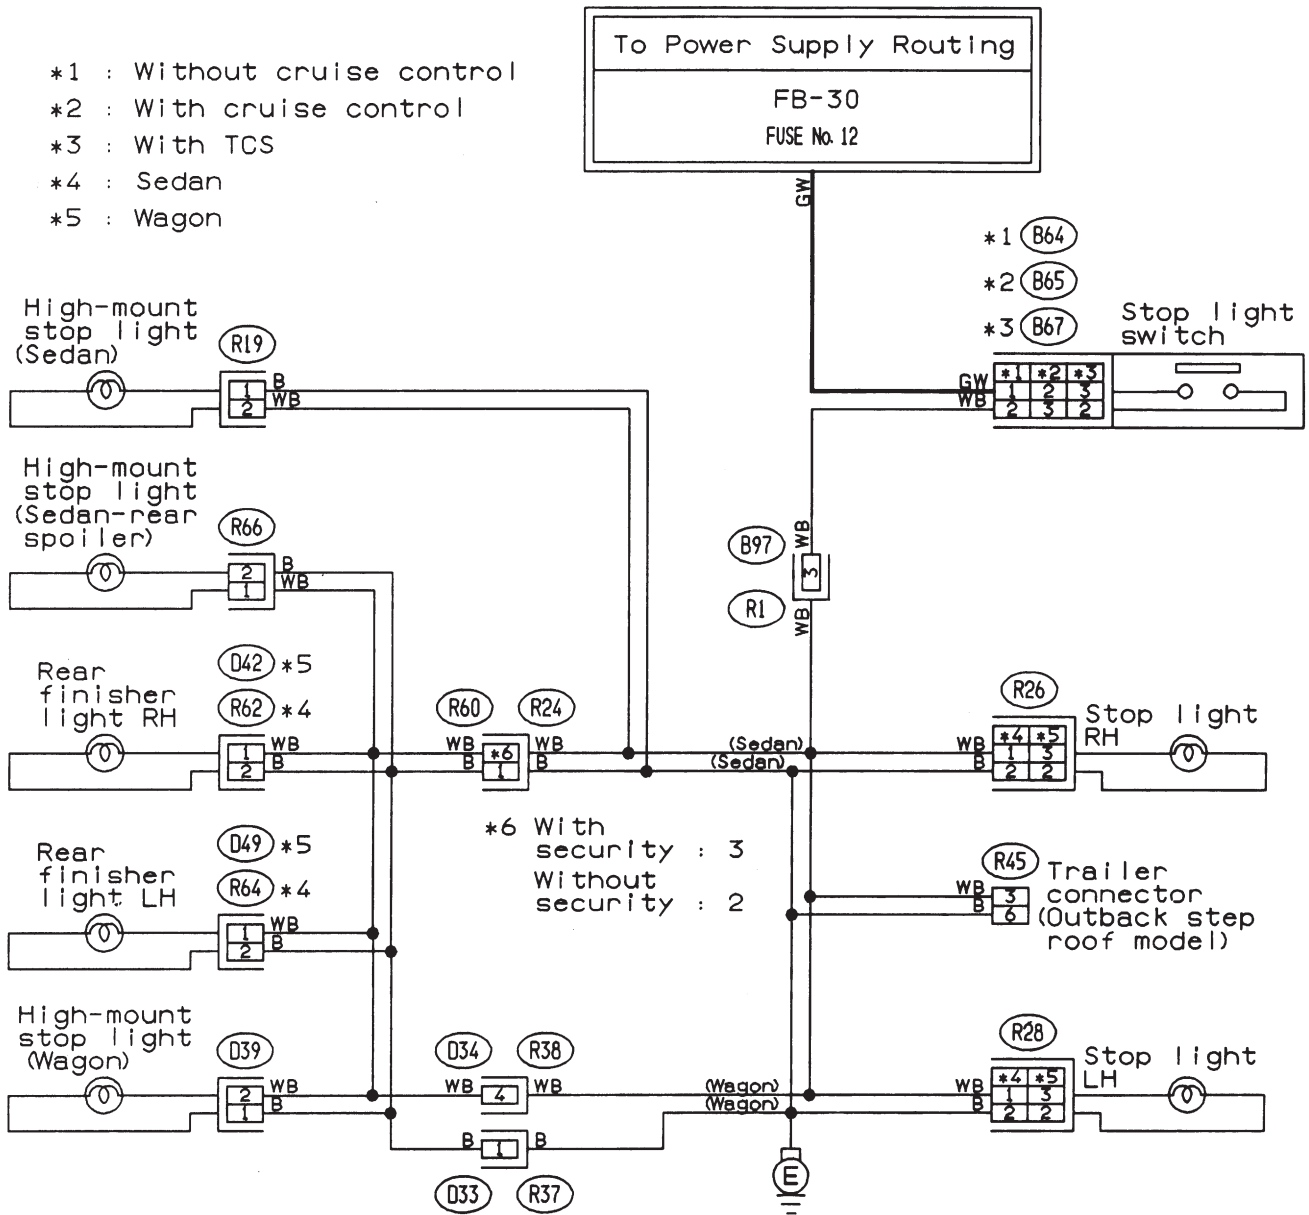 To Power Supply Routing
FB-30
FUSE No. 12
*1 : Without cruise control
*2 : With cruise control
*3 : With TCS
*4 : Sedan
*5 : Wagon
GW
*1 B64
*2 B65
*3 B67
Stop light
switch
*1 *2 *3
GW 1 2 3
WB 2 3 2
High-mount
stop light
(Sedan)
R19
1 B
2 WB
High-mount
stop light
(Sedan-rear
spoiler)
R66
2 B
1 WB
WB
B97
3
R1
WB
Rear
finisher
light RH
D42 *5
R62 *4
1 WB
2 B
R60 R24
WB *6 WB
B 1 B
(Sedan)
(Sedan)
R26
Stop light
RH
*4 *5
WB 1 3
B 2 2
*6 With
security : 3
Without
security : 2
Rear
finisher
light LH
D49 *5
R64 *4
1 WB
2 B
R45
WB 3
B 6
Trailer
connector
(Outback step
roof model)
High-mount
stop light
(Wagon)
D39
2 WB
1 B
D34 R38
WB 4 WB
B 1 B
D33 R37
(Wagon)
(Wagon)
R28
Stop light
LH
*4 *5
WB 1 3
B 2 2
E